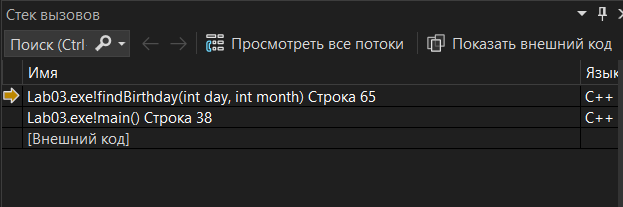 Стек вызовов
Поиск (Ctrl Просмотреть все потоки Показать внешний код
Имя Язык
Lab03.exe!findBirthday(int day, int month) Строка 65 C++
Lab03.exe!main() Строка 38 C++
[Внешний код]